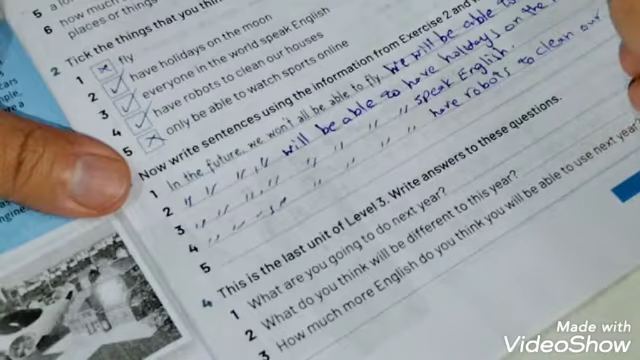 5 a lo
6 how much
places or things
2 Tick the things that you thin
1 fly
2 have holidays on the moon
3 everyone in the world speak English
4 have robots to clean our houses
5 only be able to watch sports online
Now write sentences using the information from Exercise 2 and
1 In the future, we won't all be able to fly. We will be able to
2 " " " " will be able to have holidays on the
3 " " " " " " " speak English.
4 " " " " " " have robots to clean our
5
4 This is the last unit of Level 3. Write answers to these questions.
1 What are you going to do next year?
2 What do you think will be different to this year?
3 How much more English do you think you will be able to use next year?
Made with
VideoShow